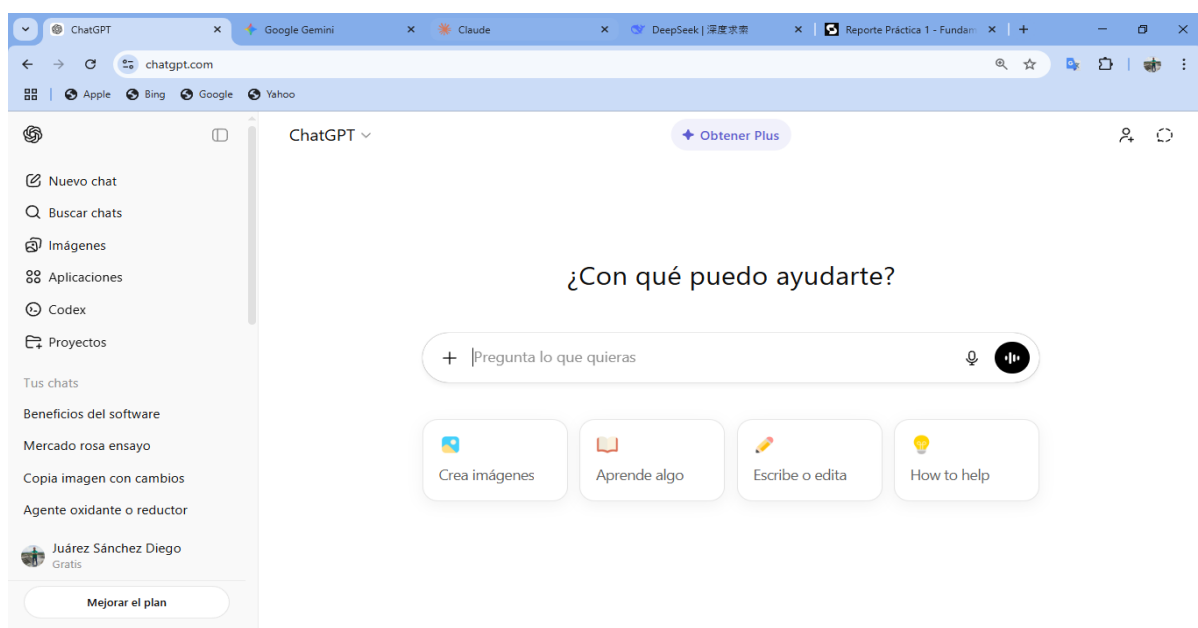 ChatGPT
Google Gemini
Claude
DeepSeek | 深度求索
Reporte Práctica 1 - Fundam
chatgpt.com
Apple
Bing
Google
Yahoo
ChatGPT
Obtener Plus
Nuevo chat
Buscar chats
Imágenes
Aplicaciones
Codex
Proyectos
Tus chats
Beneficios del software
Mercado rosa ensayo
Copia imagen con cambios
Agente oxidante o reductor
Juárez Sánchez Diego
Gratis
Mejorar el plan
¿Con qué puedo ayudarte?
Pregunta lo que quieras
Crea imágenes
Aprende algo
Escribe o edita
How to help